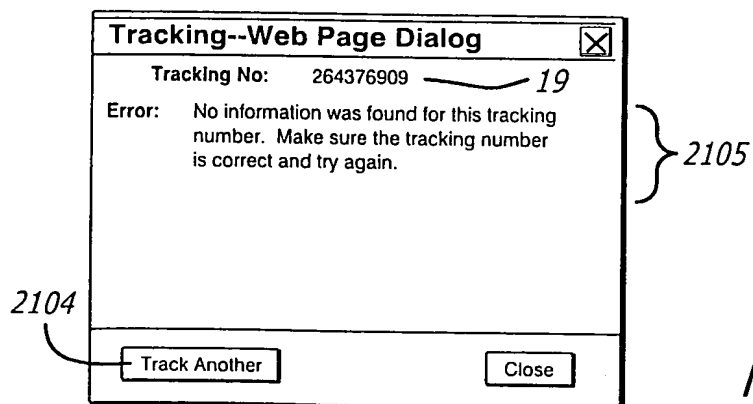 Tracking--Web Page Dialog
Tracking No: 264376909
19
Error: No information was found for this tracking
number. Make sure the tracking number
is correct and try again.
2105
2104
Track Another
Close